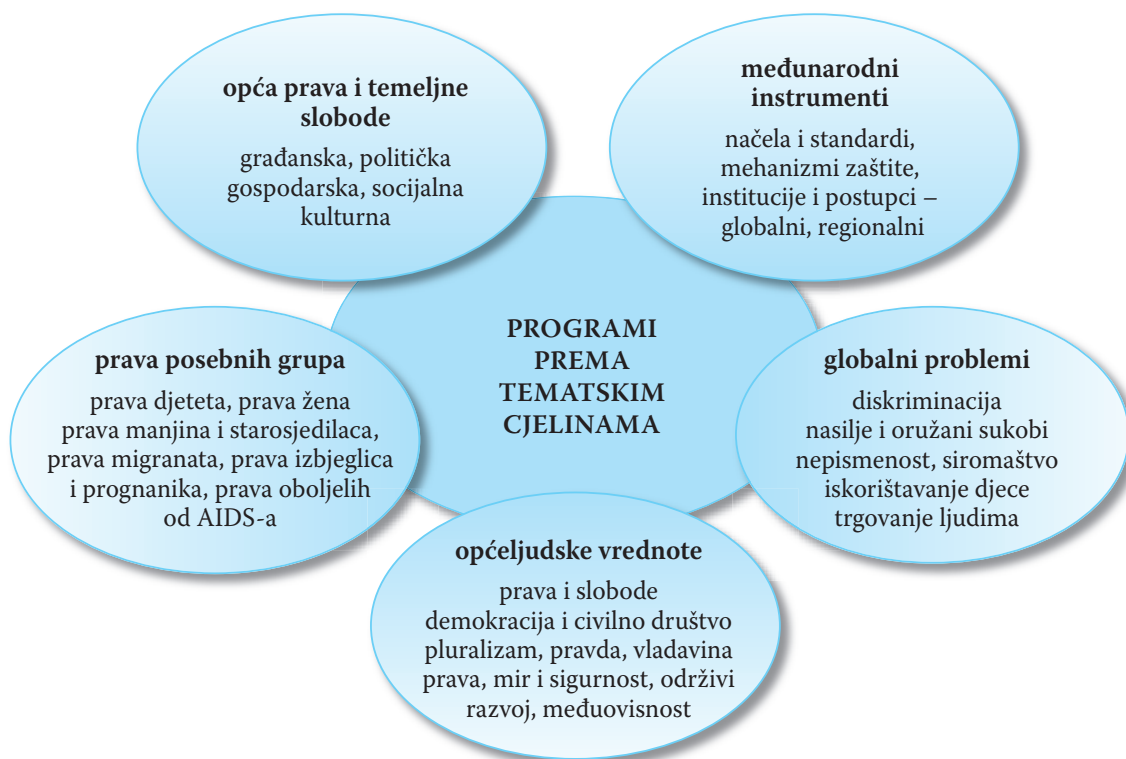 opća prava i temeljne
slobode
građanska, politička
gospodarska, socijalna
kulturna
međunarodni
instrumenti
načela i standardi,
mehanizmi zaštite,
institucije i postupci –
globalni, regionalni
PROGRAMI
PREMA
TEMATSKIM
CJELINAMA
prava posebnih grupa
prava djeteta, prava žena
prava manjina i starosjedilaca,
prava migranata, prava izbjeglica
i prognanika, prava oboljelih
od AIDS-a
globalni problemi
diskriminacija
nasilje i oružani sukobi
nepismenost, siromaštvo
iskorištavanje djece
trgovanje ljudima
općeljudske vrednote
prava i slobode
demokracija i civilno društvo
pluralizam, pravda, vladavina
prava, mir i sigurnost, održivi
razvoj, međuovisnost